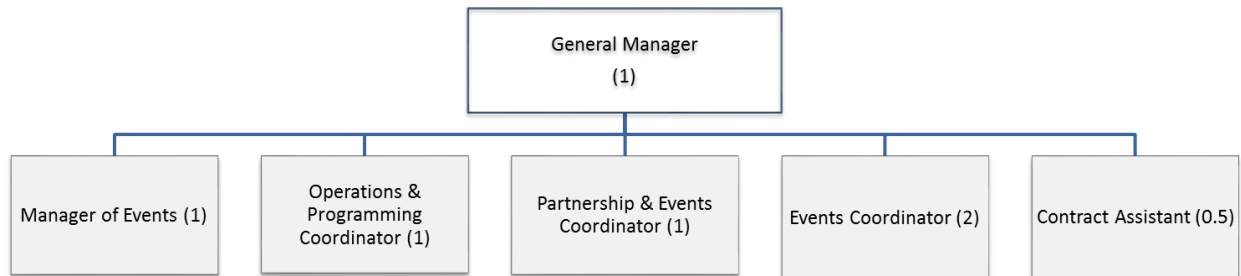 General Manager
(1)
Manager of Events (1)
Operations &
Programming
Coordinator (1)
Partnership & Events
Coordinator (1)
Events Coordinator (2)
Contract Assistant (0.5)